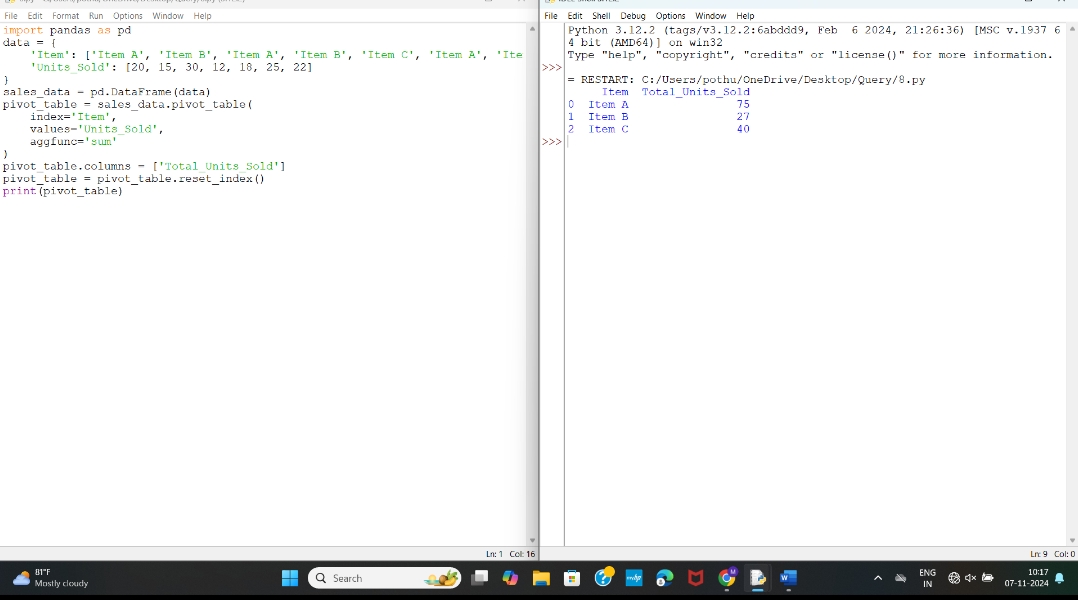 File Edit Format Run Options Window Help
import pandas as pd
data = {
'Item': ['Item A', 'Item B', 'Item A', 'Item B', 'Item C', 'Item A', 'Ite
'Units_Sold': [20, 15, 30, 12, 18, 25, 22]
}
sales_data = pd.DataFrame(data)
pivot_table = sales_data.pivot_table(
index='Item',
values='Units_Sold',
aggfunc='sum'
)
pivot_table.columns = ['Total_Units_Sold']
pivot_table = pivot_table.reset_index()
print(pivot_table)
Ln: 1 Col: 16
File Edit Shell Debug Options Window Help
Python 3.12.2 (tags/v3.12.2:6abddd9, Feb 6 2024, 21:26:36) [MSC v.1937 6
4 bit (AMD64)] on win32
Type "help", "copyright", "credits" or "license()" for more information.
>>>
= RESTART: C:/Users/pothu/OneDrive/Desktop/Query/8.py
Item Total_Units_Sold
0 Item A 75
1 Item B 27
2 Item C 40
>>>
Ln: 9 Col: 0
81°F
Mostly cloudy
Search
ENG
IN
10:17
07-11-2024